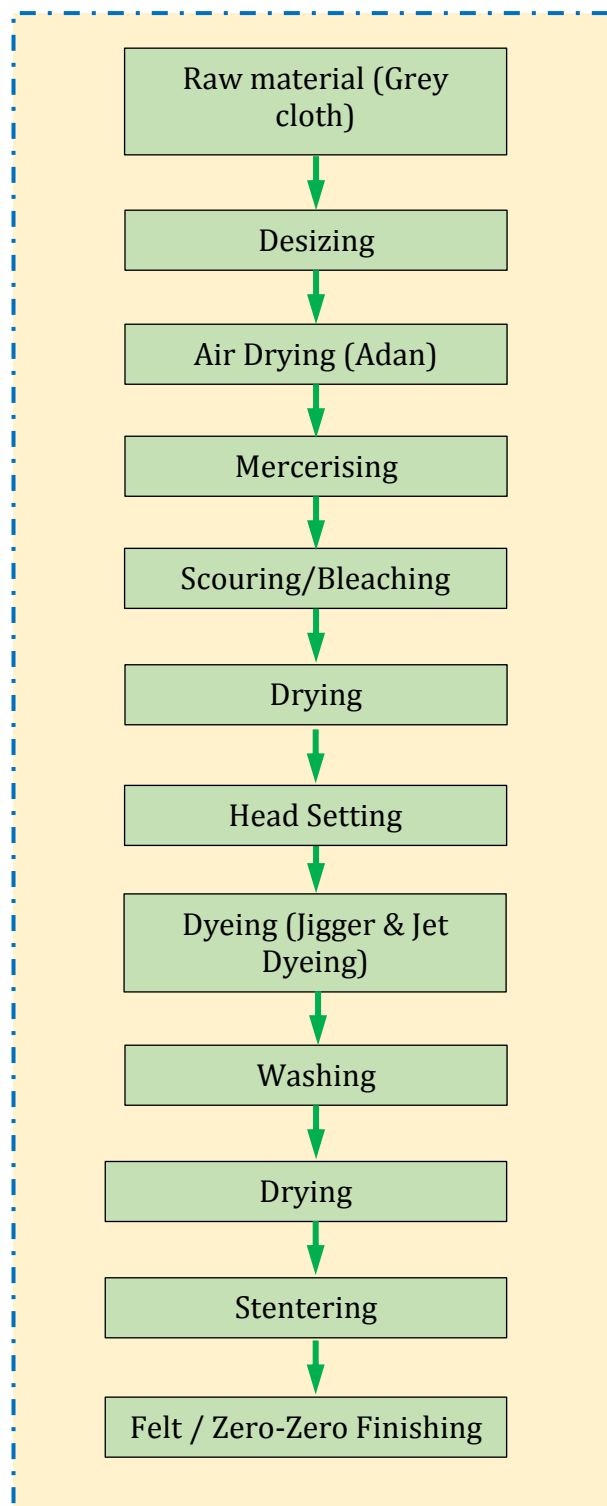 Raw material (Grey
cloth)
Desizing
Air Drying (Adan)
Mercerising
Scouring/Bleaching
Drying
Head Setting
Dyeing (Jigger & Jet
Dyeing)
Washing
Drying
Stentering
Felt / Zero-Zero Finishing